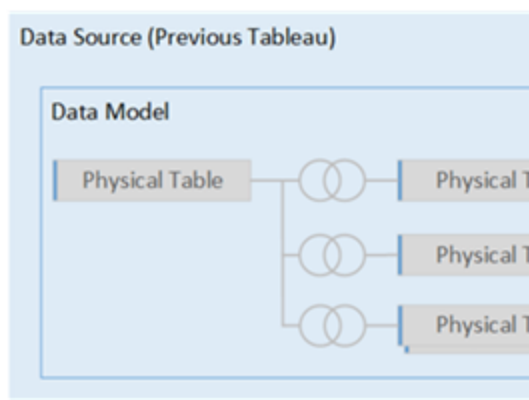 Data Source (Previous Tableau)
Data Model
Physical Table
Physical T
Physical T
Physical T